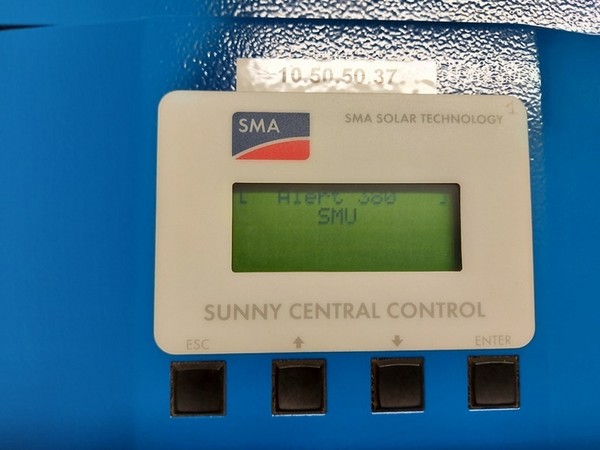 10.50.50.37
SMA
SMA SOLAR TECHNOLOGY
[ Alert 380 ]
SMU
SUNNY CENTRAL CONTROL
ESC
ENTER